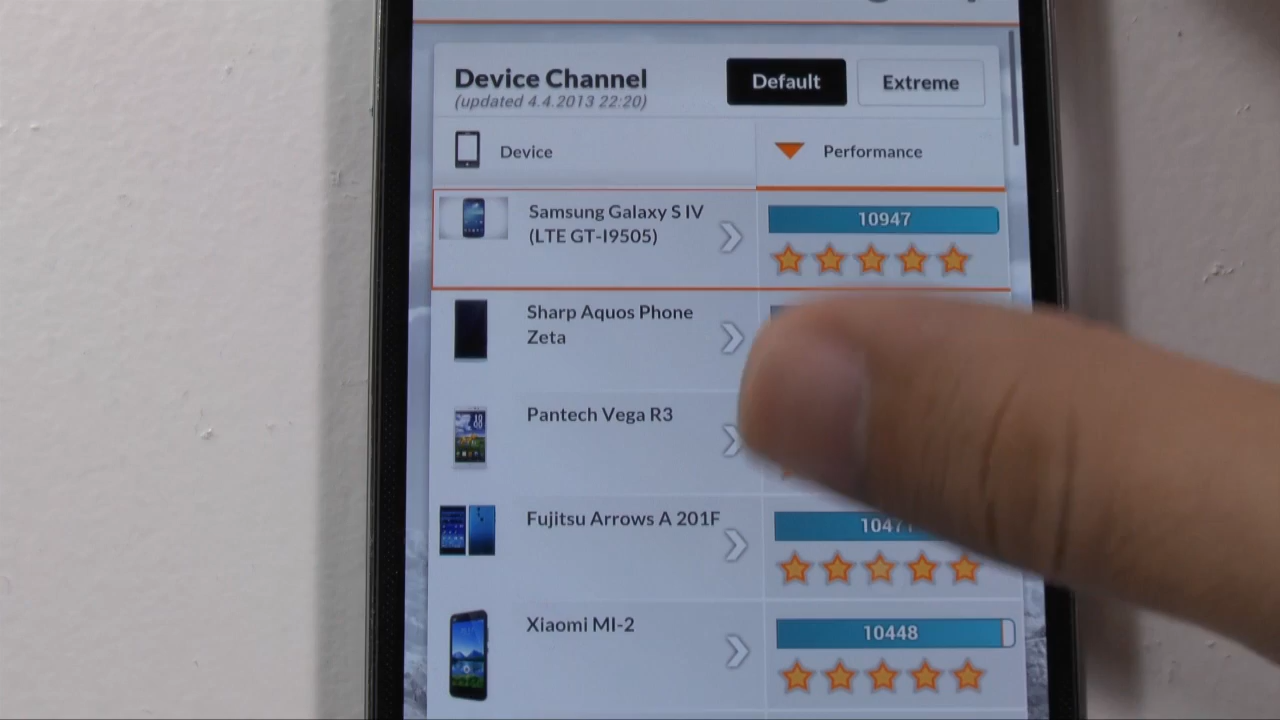 Device Channel
(updated 4.4.2013 22:20)
Default
Extreme
Device
Performance
Samsung Galaxy S IV
(LTE GT-I9505)
10947
Sharp Aquos Phone
Zeta
Pantech Vega R3
Fujitsu Arrows A 201F
Xiaomi MI-2
10448